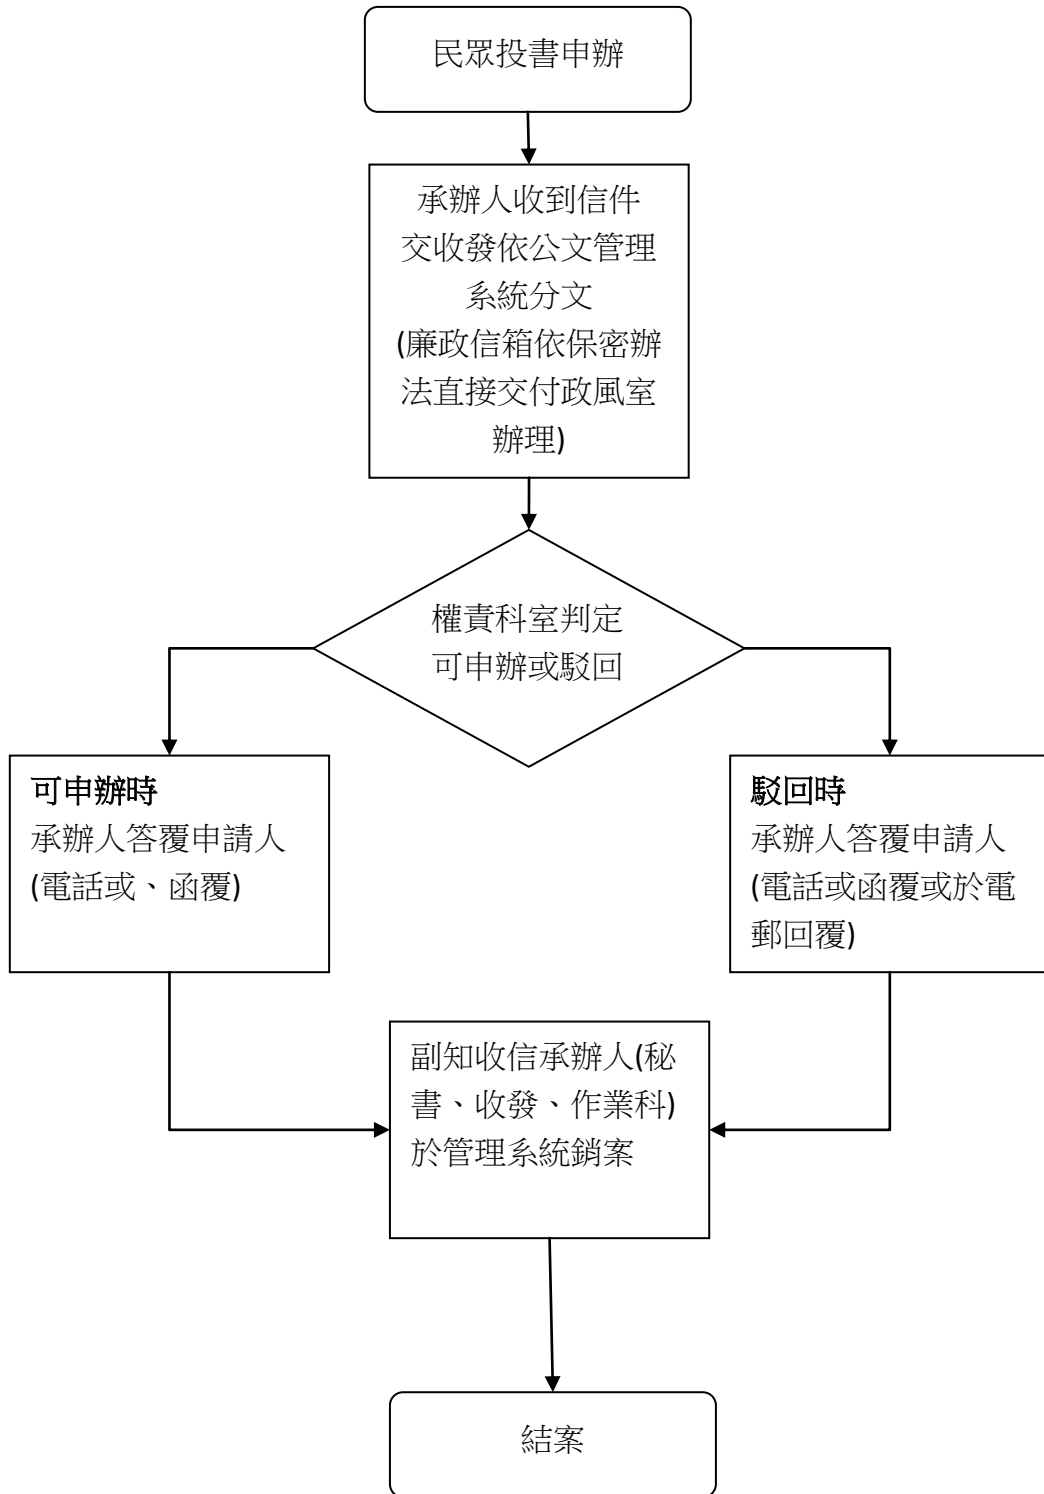 民眾投書申辦
承辦人收到信件
交收發依公文管理
系統分文
(廉政信箱依保密辦
法直接交付政風室
辦理)
權責科室判定
可申辦或駁回
可申辦時
承辦人答覆申請人
(電話或、函覆)
駁回時
承辦人答覆申請人
(電話或函覆或於電
郵回覆)
副知收信承辦人(秘
書、收發、作業科)
於管理系統銷案
結案